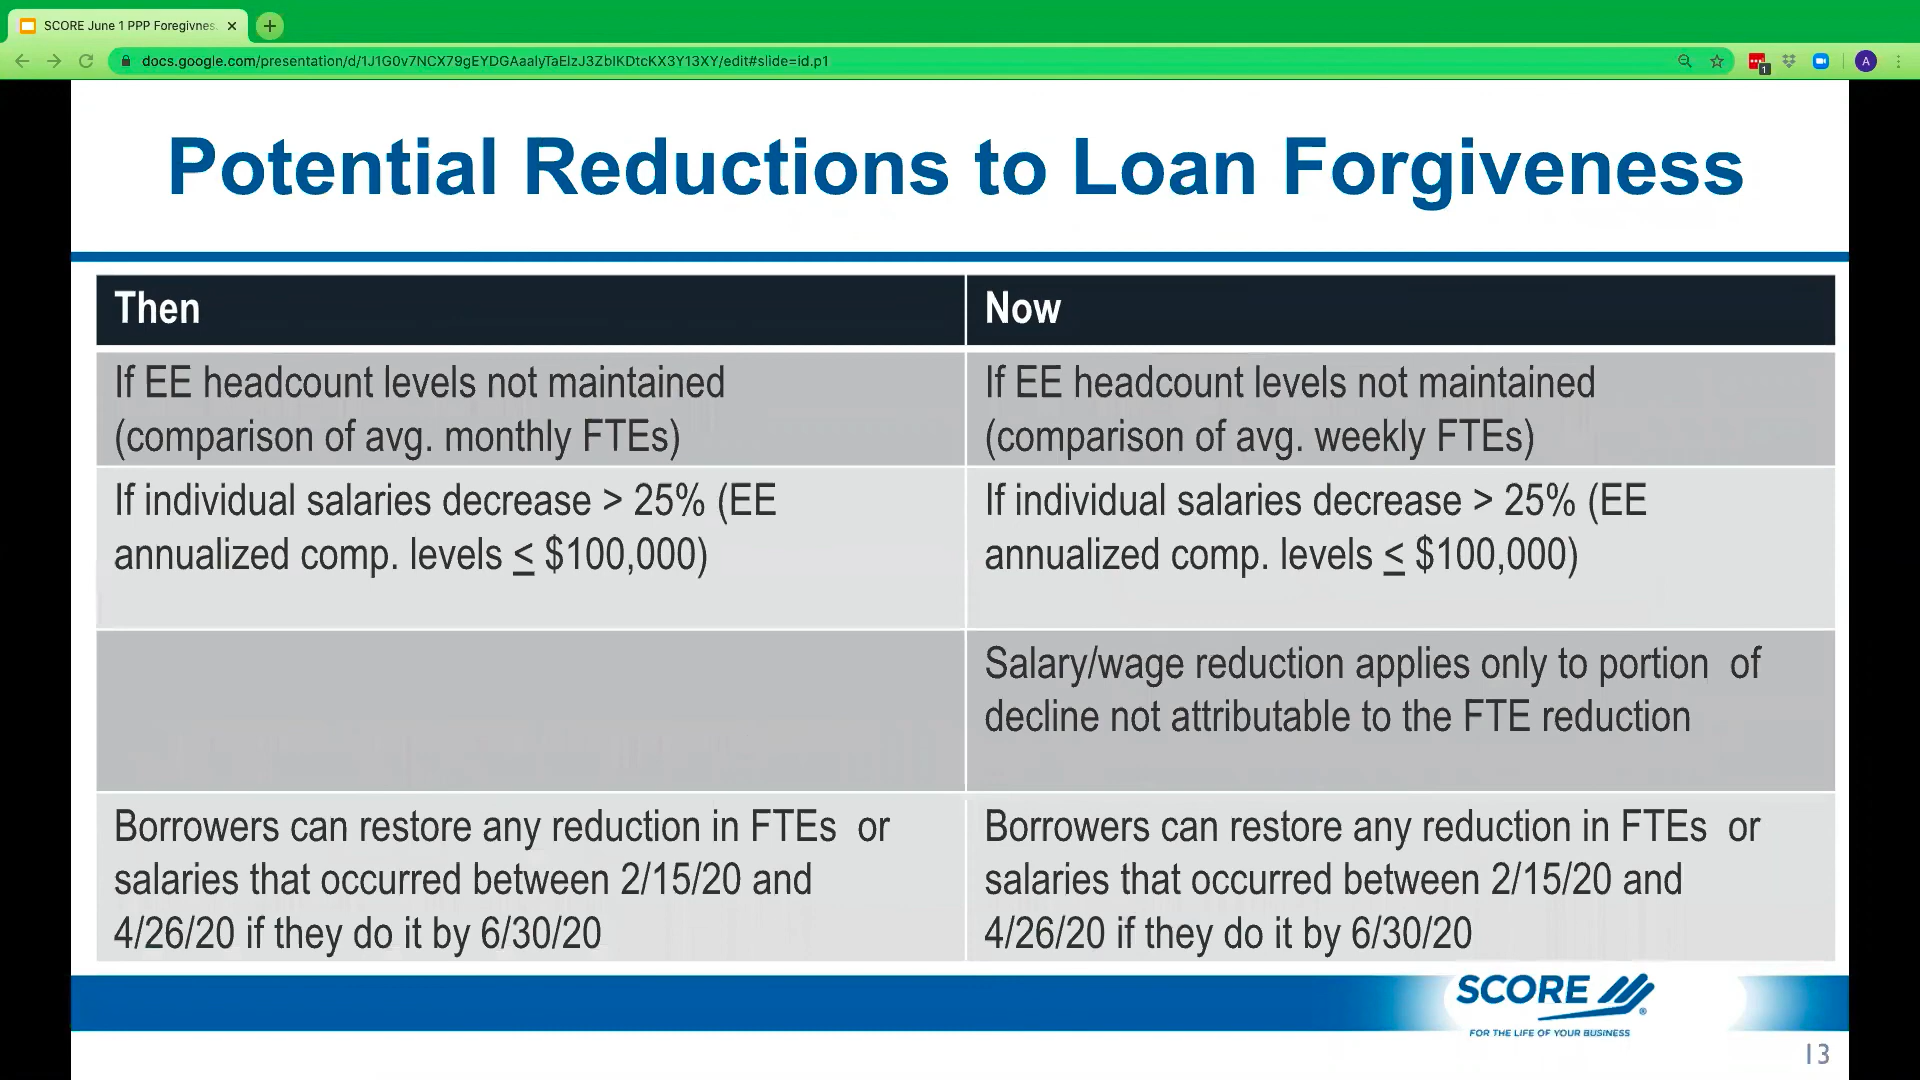 SCORE June 1 PPP Foregivnes
docs.google.com/presentation/d/1J1G0v7NCX79gEYDGAaalyTaElzJ3ZbIKDtcKX3Y13XY/edit#slide=id.p1
1
A
Potential Reductions to Loan Forgiveness
Then
Now
If EE headcount levels not maintained
(comparison of avg. monthly FTEs)
If EE headcount levels not maintained
(comparison of avg. weekly FTEs)
If individual salaries decrease > 25% (EE
annualized comp. levels ≤ $100,000)
If individual salaries decrease > 25% (EE
annualized comp. levels ≤ $100,000)
Salary/wage reduction applies only to portion of
decline not attributable to the FTE reduction
Borrowers can restore any reduction in FTEs or
salaries that occurred between 2/15/20 and
4/26/20 if they do it by 6/30/20
Borrowers can restore any reduction in FTEs or
salaries that occurred between 2/15/20 and
4/26/20 if they do it by 6/30/20
SCORE
FOR THE LIFE OF YOUR BUSINESS
13